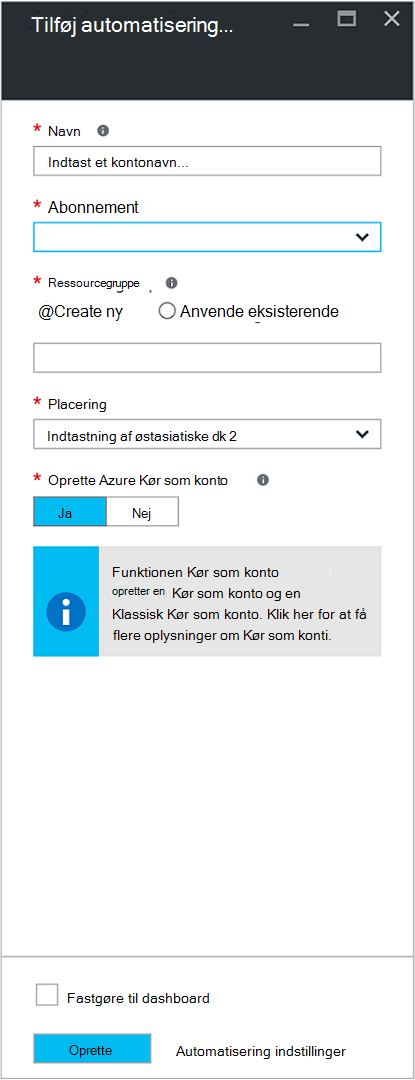 Tilføj automatisering...
* Navn
Indtast et kontonavn...
* Abonnement
* Ressourcegruppe
@Create ny Anvende eksisterende
* Placering
Indtastning af østasiatiske dk 2
* Oprette Azure Kør som konto
Ja Nej
Funktionen Kør som konto
opretter en Kør som konto og en
Klassisk Kør som konto. Klik her for at få
flere oplysninger om Kør som konti.
Fastgøre til dashboard
Oprette Automatisering indstillinger